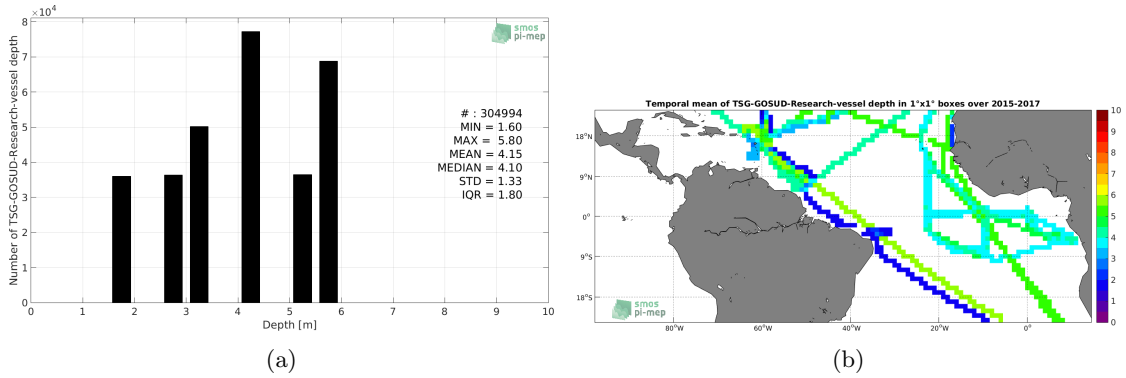 8 ×10⁴
smos
pi-mep
7
6
5
4
3
2
1
0
Number of TSG-GOSUD-Research-vessel depth
# : 304994
MIN = 1.60
MAX = 5.80
MEAN = 4.15
MEDIAN = 4.10
STD = 1.33
IQR = 1.80
0 1 2 3 4 5 6 7 8 9 10
Depth [m]
(a)
Temporal mean of TSG-GOSUD-Research-vessel depth in 1°x1° boxes over 2015-2017
18°N
9°N
0°
9°S
18°S
80°W 60°W 40°W 20°W 0°
smos
pi-mep
10
9
8
7
6
5
4
3
2
1
0
(b)